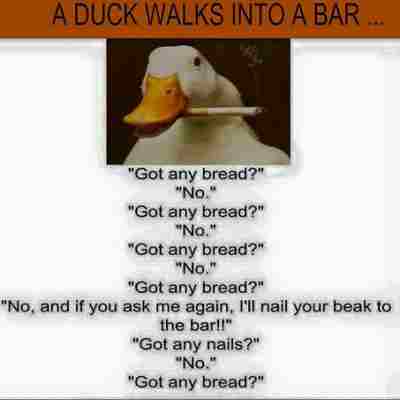 A DUCK WALKS INTO A BAR ...
"Got any bread?"
"No."
"Got any bread?"
"No."
"Got any bread?"
"No."
"Got any bread?"
"No, and if you ask me again, I'll nail your beak to
the bar!!"
"Got any nails?"
"No."
"Got any bread?"